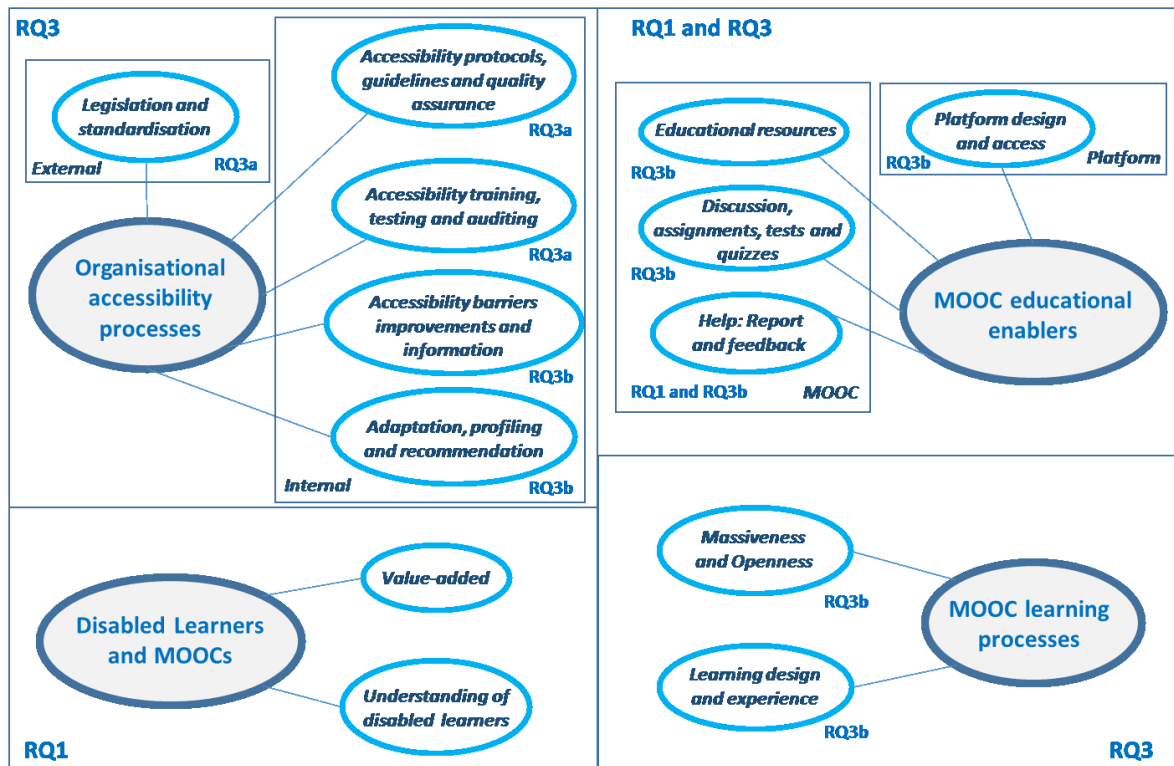 RQ3
Legislation and
standardisation
External
RQ3a
Accessibility protocols,
guidelines and quality
assurance
RQ3a
Accessibility training,
testing and auditing
RQ3a
Organisational
accessibility
processes
Accessibility barriers
improvements and
information
RQ3b
Adaptation, profiling
and recommendation
Internal
RQ3b
RQ1 and RQ3
Educational resources
RQ3b
Platform design
and access
RQ3b
Platform
Discussion,
assignments, tests and
quizzes
RQ3b
MOOC educational
enablers
Help: Report
and feedback
RQ1 and RQ3b
MOOC
Value-added
Disabled Learners
and MOOCs
Understanding of
disabled learners
RQ1
Massiveness
and Openness
RQ3b
MOOC learning
processes
Learning design
and experience
RQ3b
RQ3